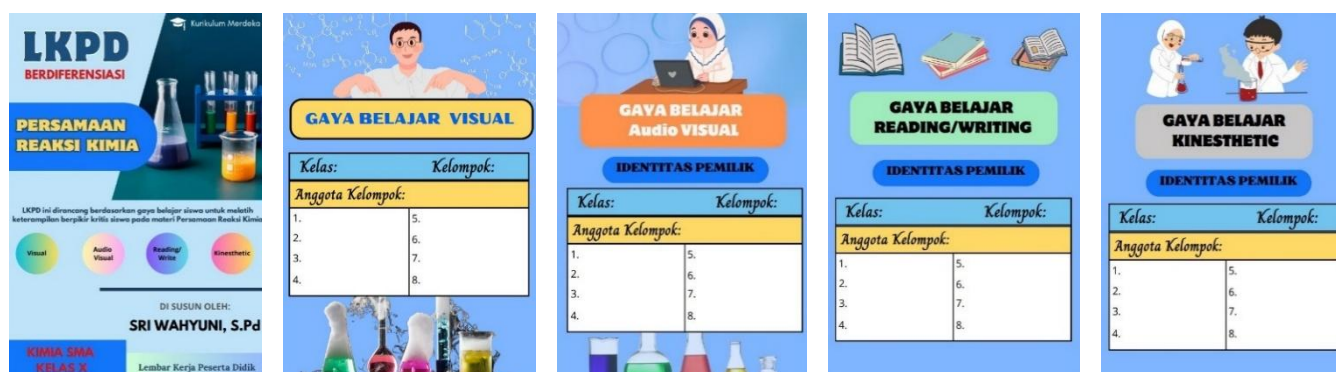 Kurikulum Merdeka
LKPD
BERDIFERENSIASI
PERSAMAAN
REAKSI KIMIA
LKPD ini dirancang berdasarkan gaya belajar siswa untuk melatih
keterampilan berpikir kritis siswa pada materi Persamaan Reaksi Kimia
Visual
Audio
Visual
Reading/
Write
Kinesthetic
DI SUSUN OLEH:
SRI WAHYUNI, S.Pd
KIMIA SMA
KELAS X
Lembar Kerja Peserta Didik
GAYA BELAJAR VISUAL
Kelas: Kelompok:
Anggota Kelompok:
1. 5.
2. 6.
3. 7.
4. 8.
GAYA BELAJAR
Audio VISUAL
IDENTITAS PEMILIK
Kelas: Kelompok:
Anggota Kelompok:
1. 5.
2. 6.
3. 7.
4. 8.
GAYA BELAJAR
READING/WRITING
IDENTITAS PEMILIK
Kelas: Kelompok:
Anggota Kelompok:
1. 5.
2. 6.
3. 7.
4. 8.
GAYA BELAJAR
KINESTHETIC
IDENTITAS PEMILIK
Kelas: Kelompok:
Anggota Kelompok:
1. 5.
2. 6.
3. 7.
4. 8.